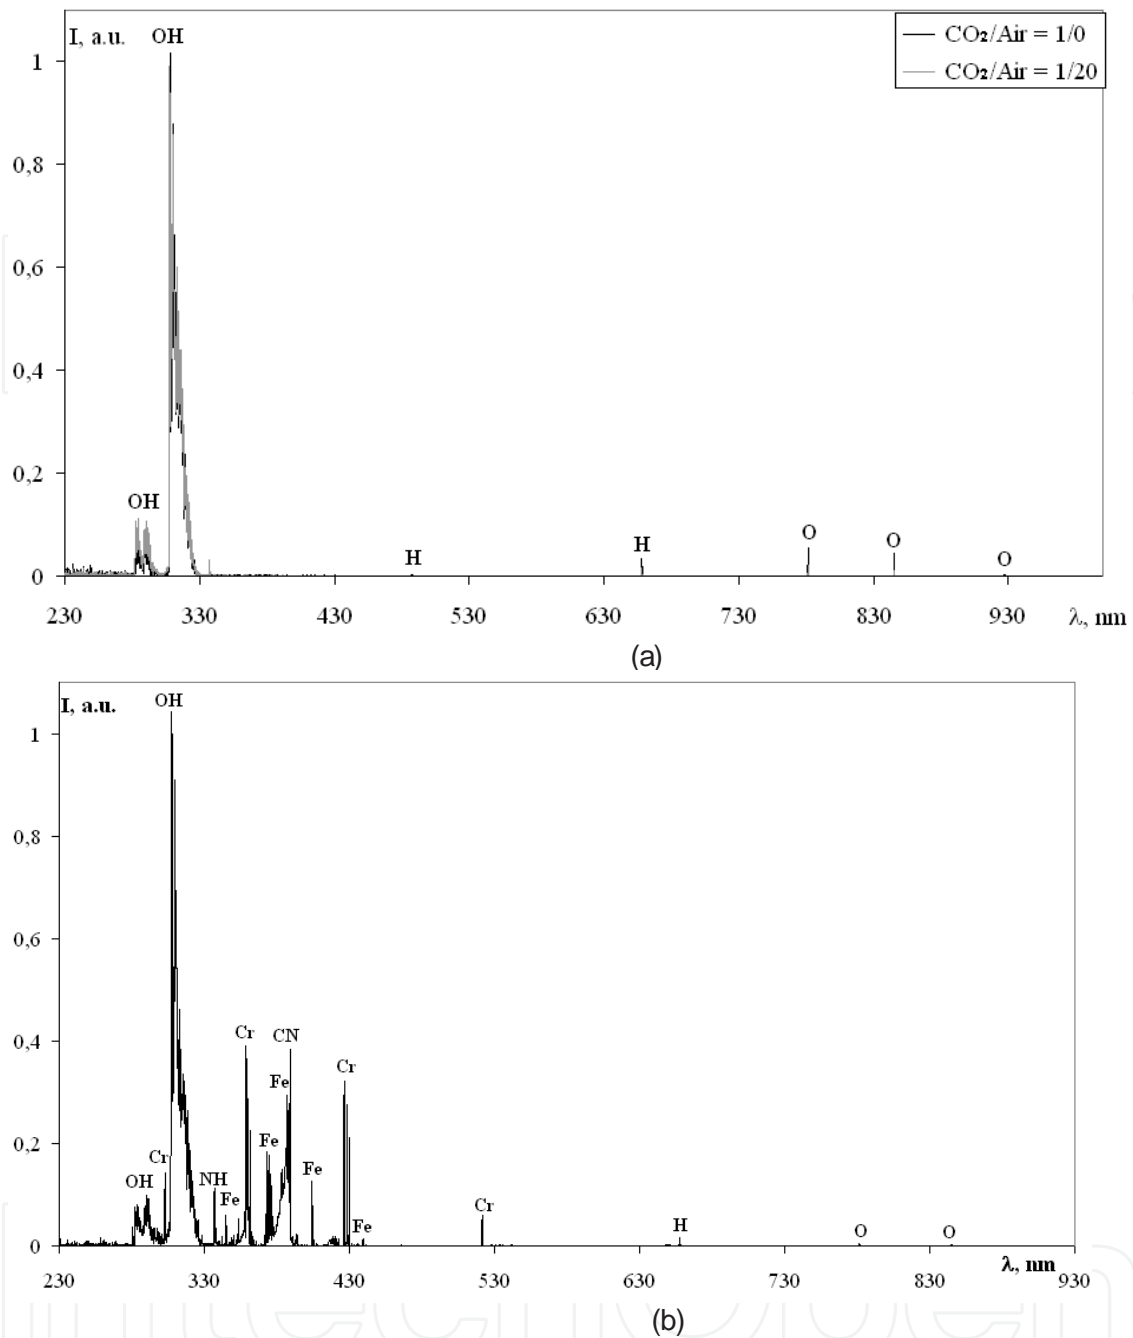 I, a.u.
OH
CO₂/Air = 1/0
CO₂/Air = 1/20
1
0,8
0,6
0,4
0,2
0
OH
H
H
O
O
O
230 330 430 530 630 730 830 930 λ, nm
(a)
I, a.u.
OH
1
0,8
0,6
0,4
0,2
0
Cr
CN
Cr
Fe
Fe
Cr
OH
NH
Fe
Fe
Fe
Cr
H
O
O
λ, nm
230 330 430 530 630 730 830 930
(b)